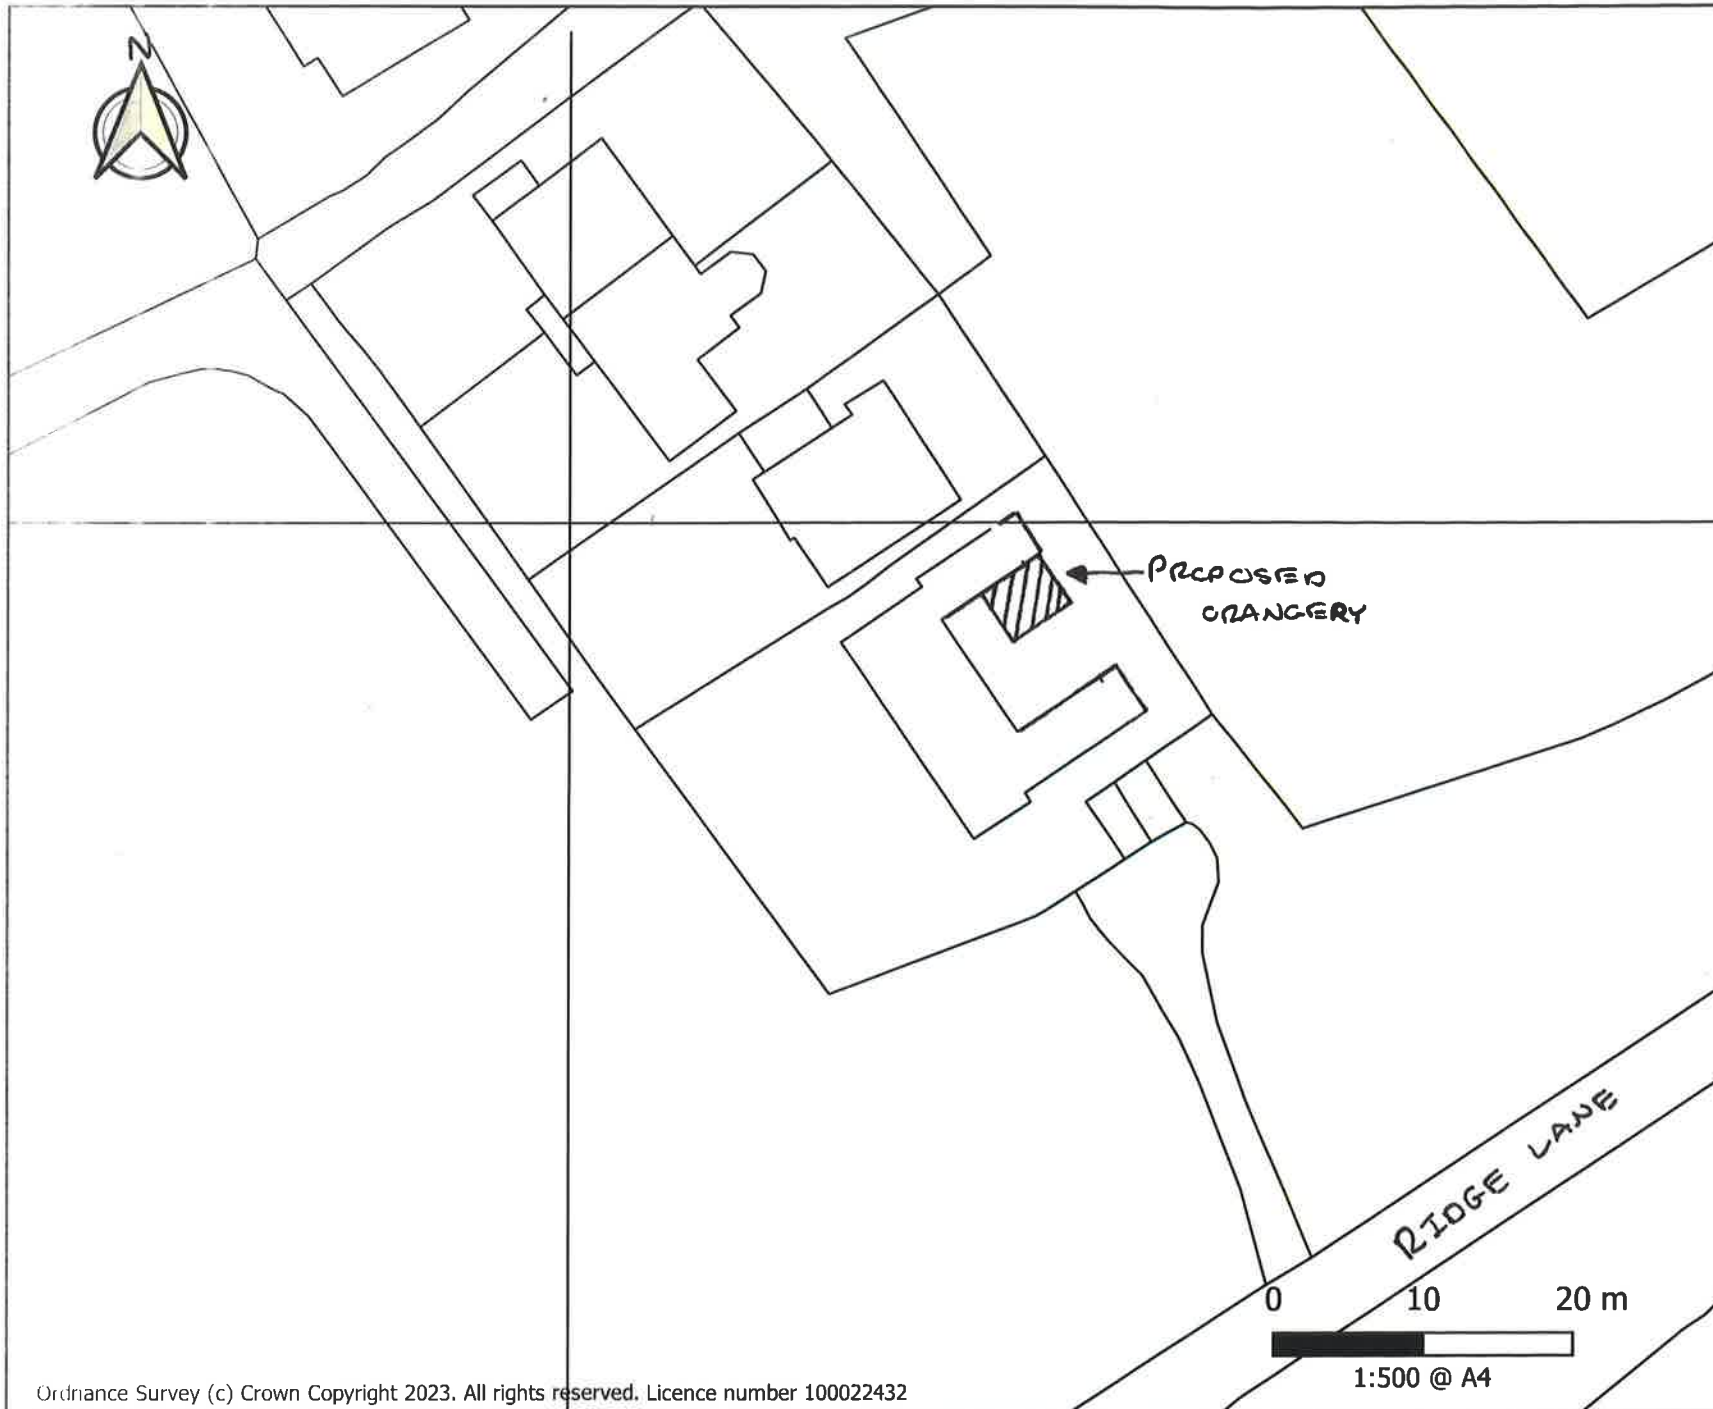 N
PROPOSED
ORANGERY
RIDGE LANE
0 10 20 m
1:500 @ A4
Ordnance Survey (c) Crown Copyright 2023. All rights reserved. Licence number 100022432